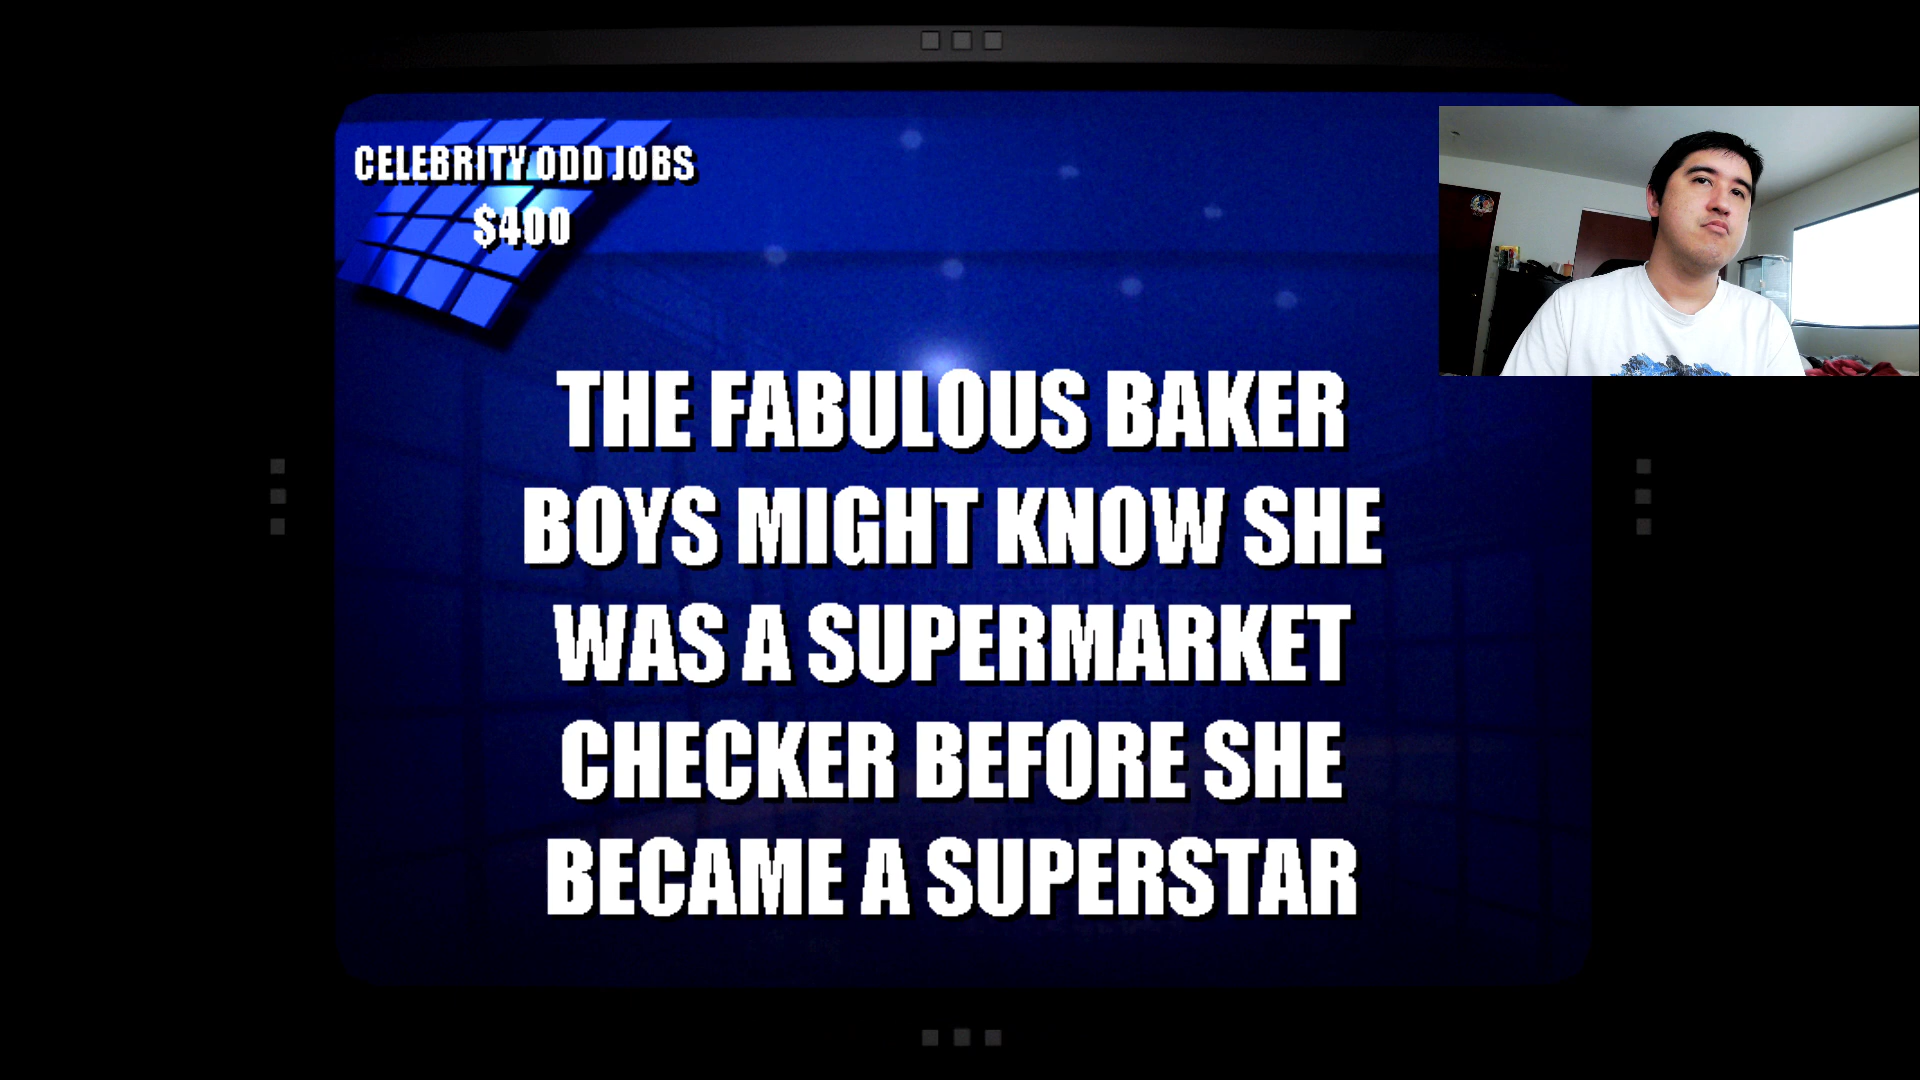 CELEBRITY ODD JOBS
$400
THE FABULOUS BAKER
BOYS MIGHT KNOW SHE
WAS A SUPERMARKET
CHECKER BEFORE SHE
BECAME A SUPERSTAR